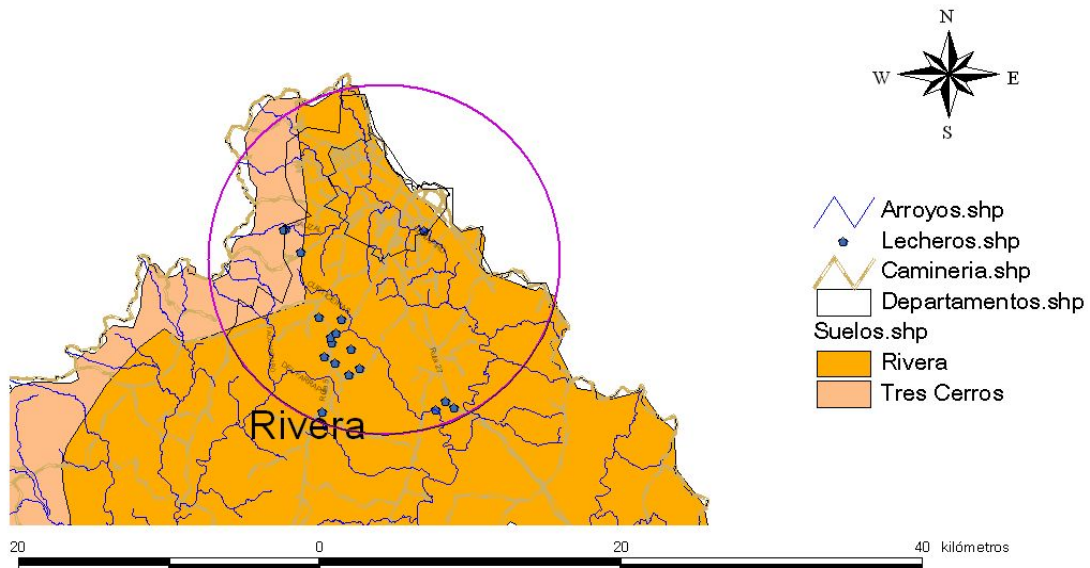 N
W E
S
Arroyos.shp
Lecheros.shp
Camineria.shp
Departamentos.shp
Suelos.shp
Rivera
Tres Cerros
Rivera
20 0 20 40 kilómetros